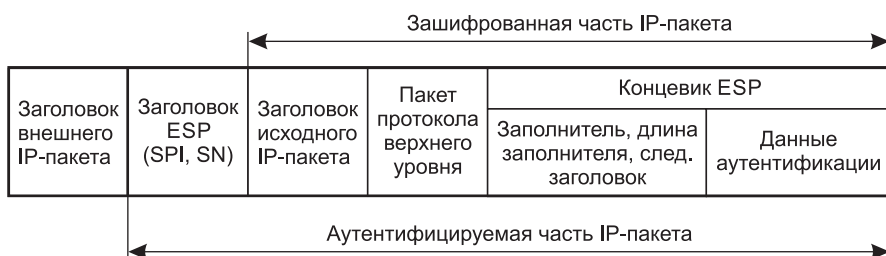 Зашифрованная часть IP-пакета
Заголовок
внешнего
IP-пакета
Заголовок
ESP
(SPI, SN)
Заголовок
исходного
IP-пакета
Пакет
протокола
верхнего
уровня
Концевик ESP
Заполнитель, длина
заполнителя, след.
заголовок
Данные
аутентификации
Аутентифицируемая часть IP-пакета